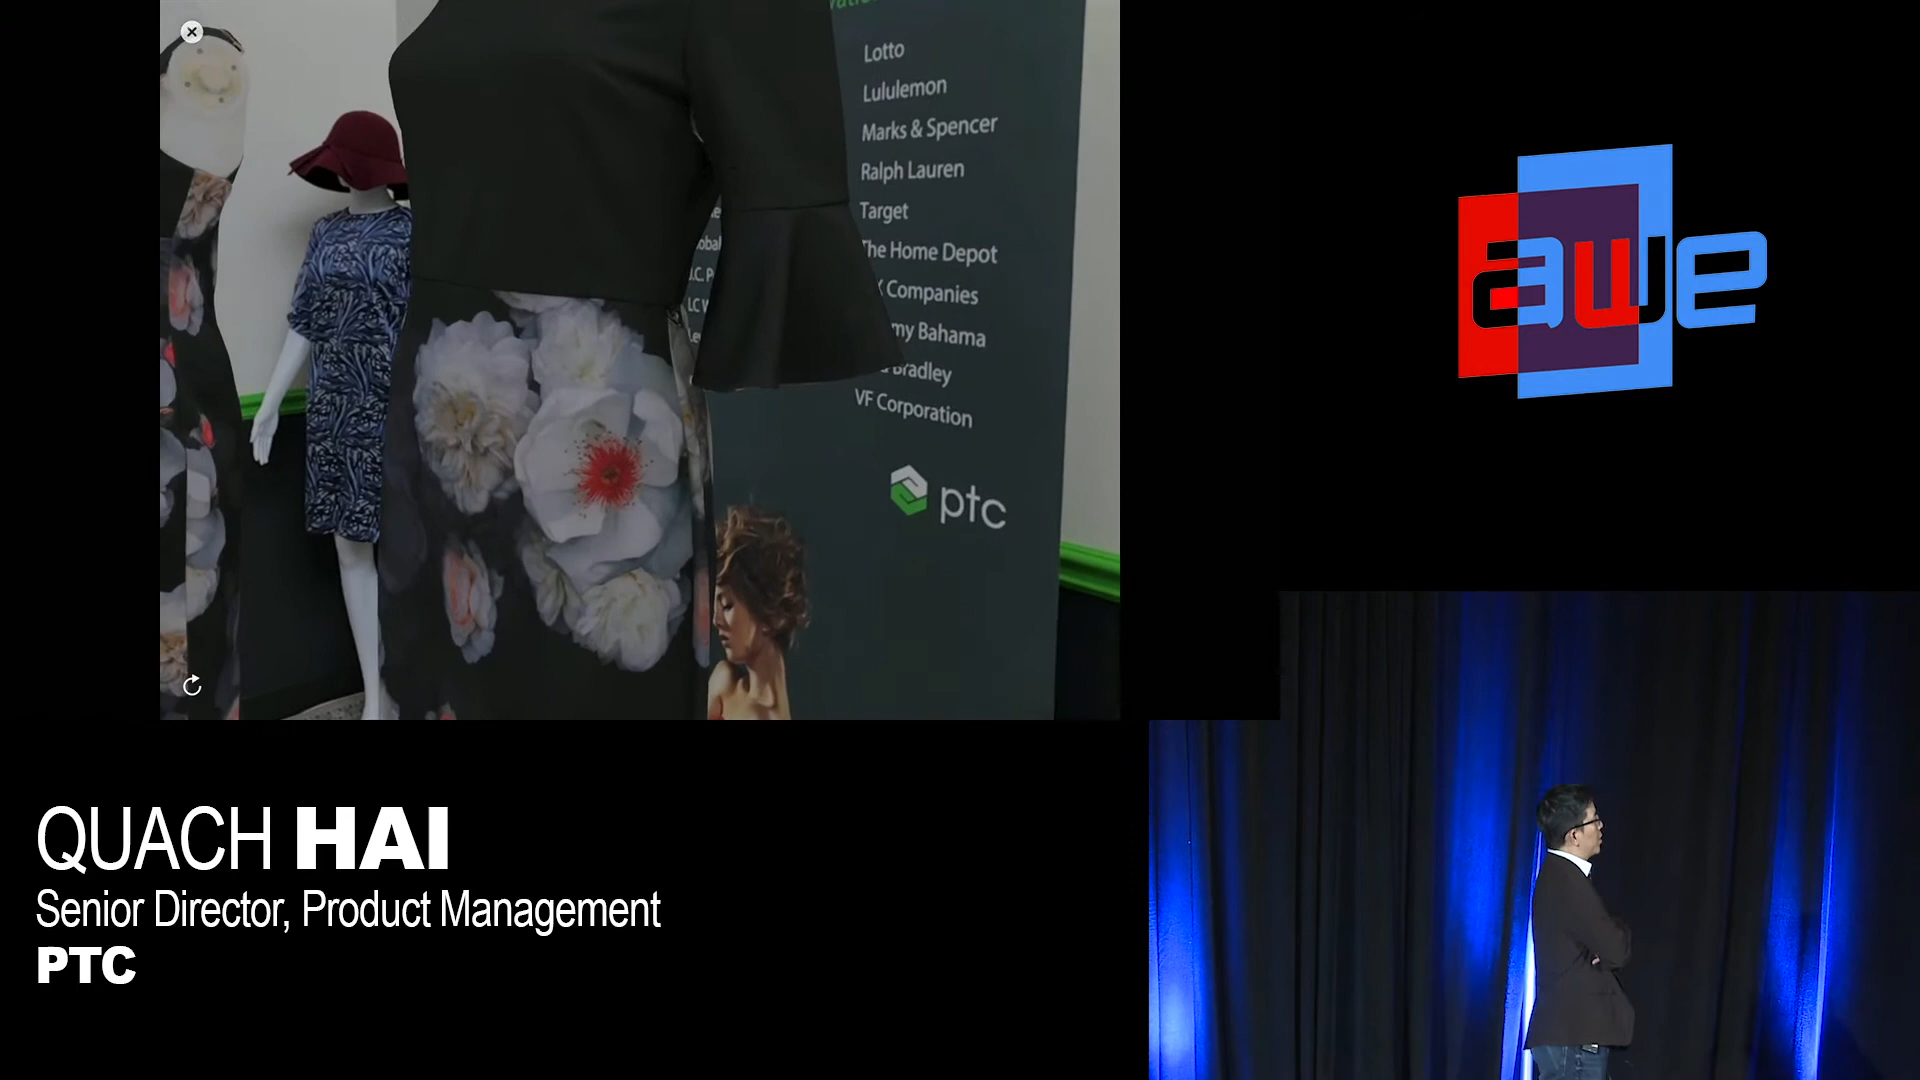 Lotto
Lululemon
Marks & Spencer
Ralph Lauren
Target
The Home Depot
Companies
Bradley
VF Corporation
ptc
awe
QUACH HAI
Senior Director, Product Management
PTC